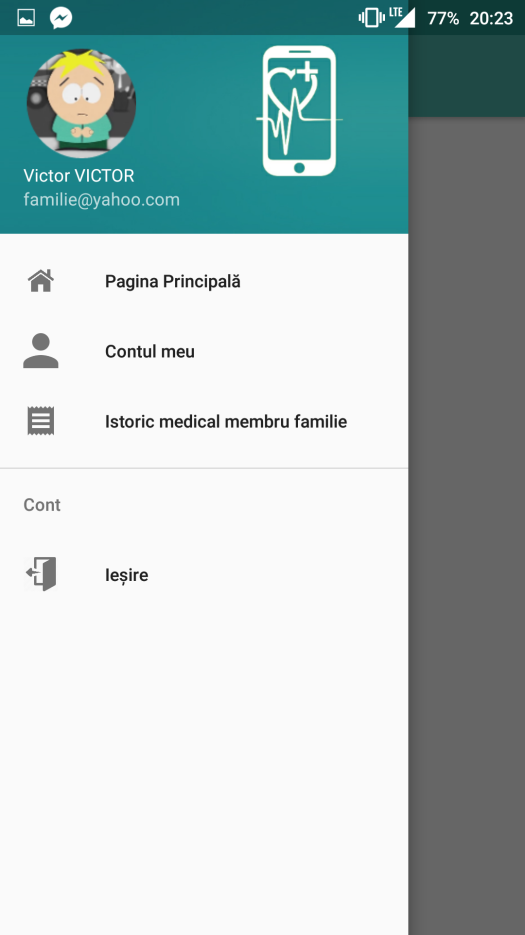 LTE 77% 20:23
Victor VICTOR
familie@yahoo.com
Pagina Principală
Contul meu
Istoric medical membru familie
Cont
Ieșire